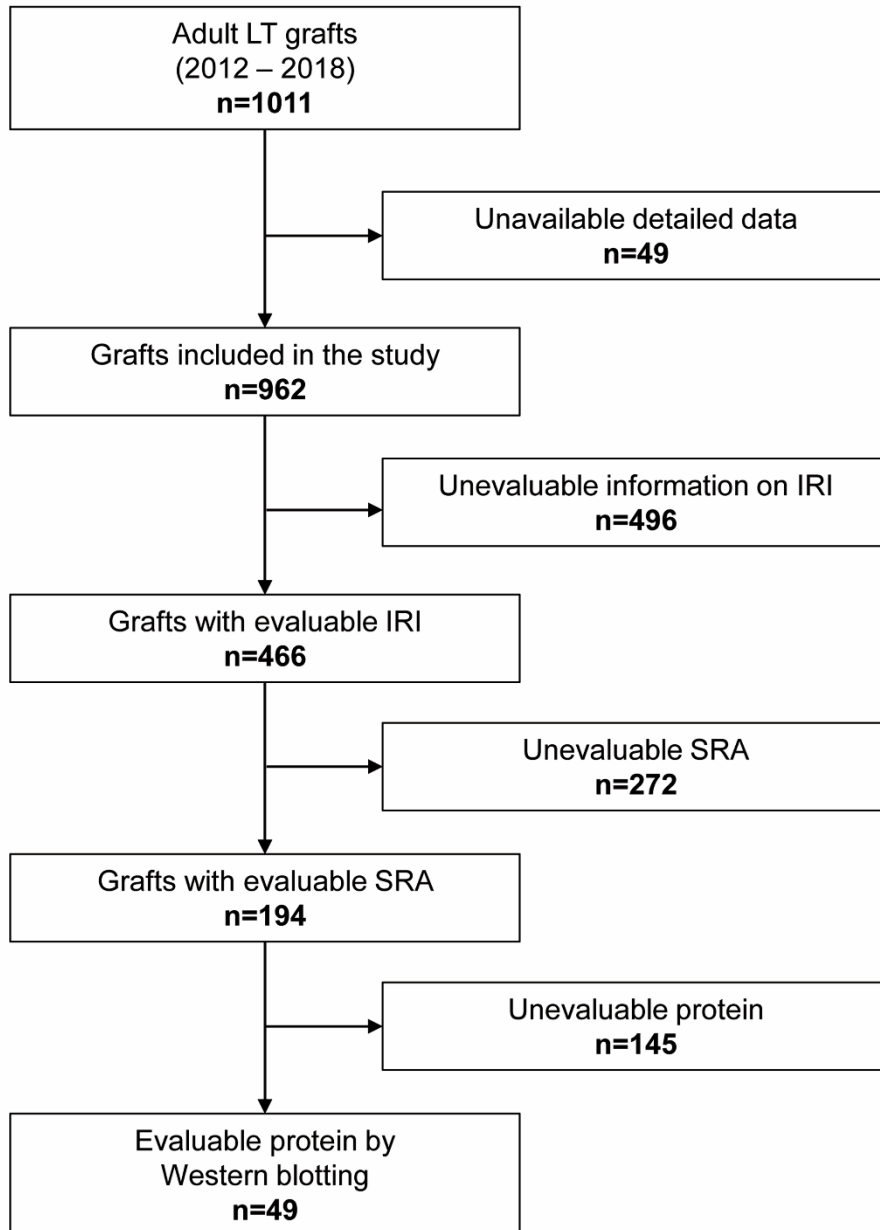 Adult LT grafts
(2012 – 2018)
n=1011
Unavailable detailed data
n=49
Grafts included in the study
n=962
Unevaluable information on IRI
n=496
Grafts with evaluable IRI
n=466
Unevaluable SRA
n=272
Grafts with evaluable SRA
n=194
Unevaluable protein
n=145
Evaluable protein by
Western blotting
n=49